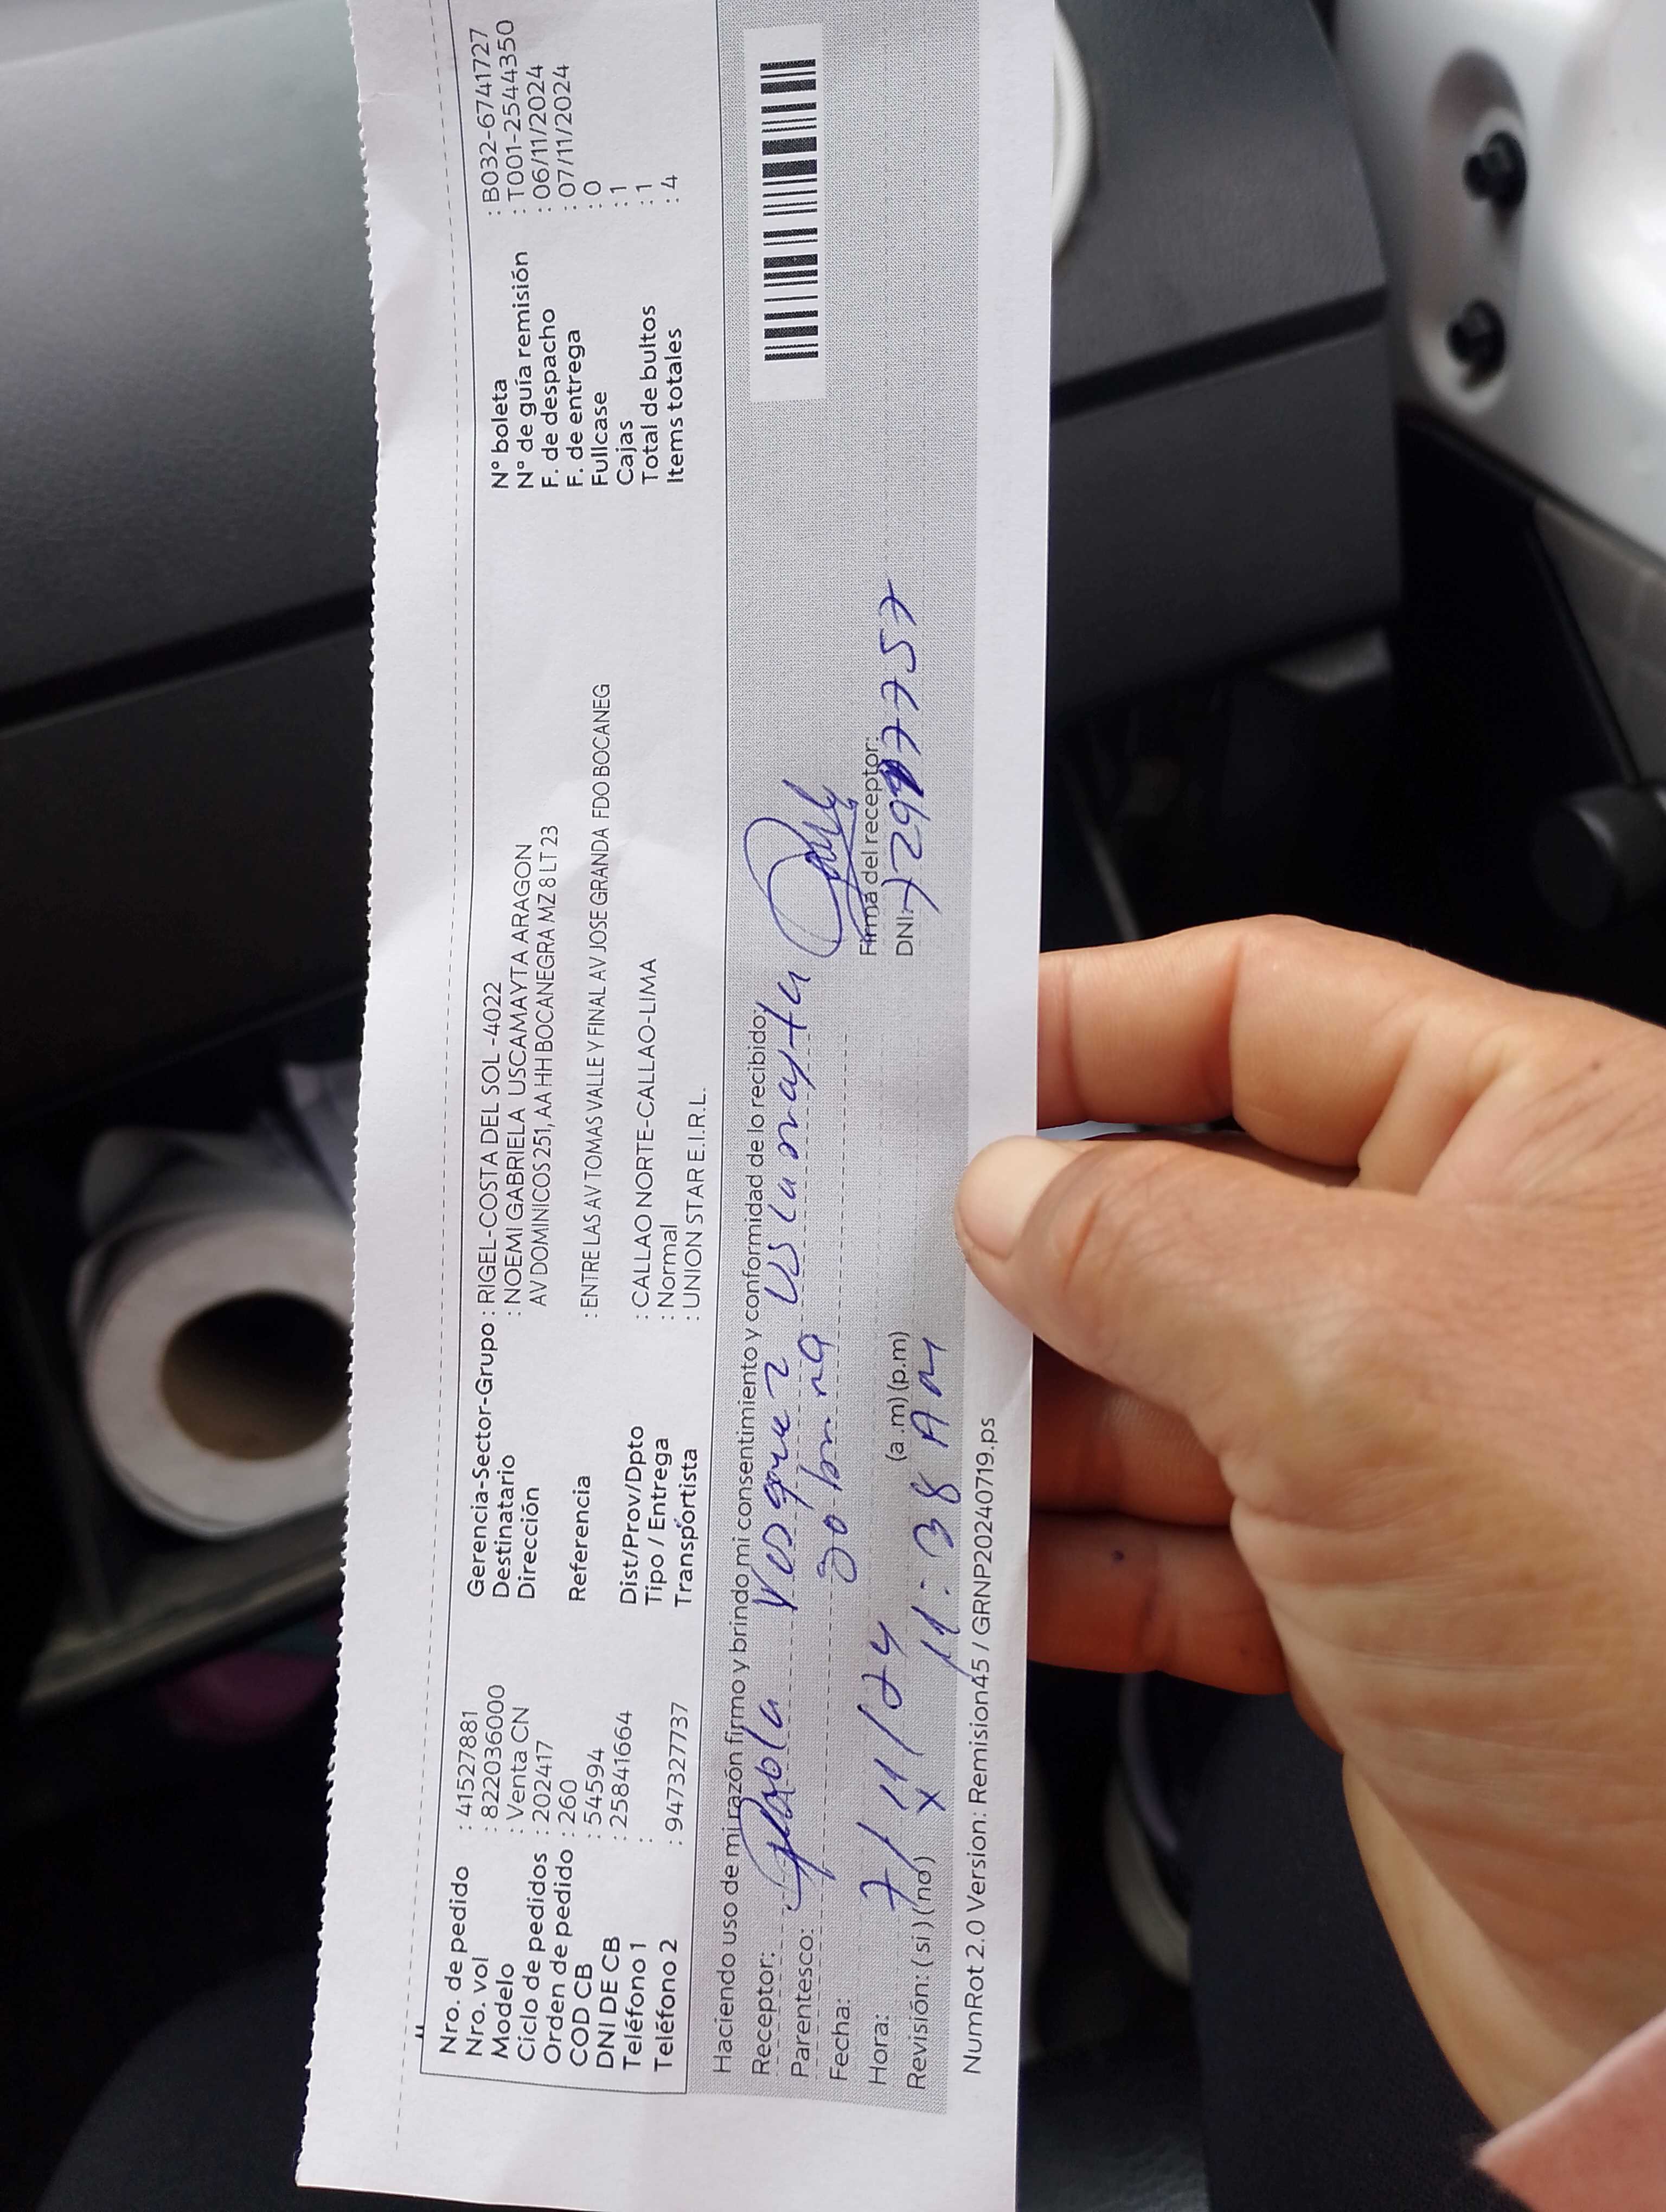 Nro. de pedido : 41527881
Nro. vol : 822036000
Modelo : Venta CN
Ciclo de pedidos : 202417
Orden de pedido : 260
COD CB : 54594
DNI DE CB : 25841664
Teléfono 1 :
Teléfono 2 : 947327737
Gerencia-Sector-Grupo : RIGEL-COSTA DEL SOL -4022
Destinatario : NOEMI GABRIELA USCAMAYTA ARAGON
Dirección AV DOMINICOS 251, AA HH BOCANEGRA MZ 8 LT 23
Referencia : ENTRE LAS AV TOMAS VALLE Y FINAL AV JOSE GRANDA FDO BOCANEG
Dist/Prov/Dpto : CALLAO NORTE-CALLAO-LIMA
Tipo / Entrega : Normal
Transportista : UNION STAR E.I.R.L.
N° boleta : B032-6741727
N° de guía remisión : T001-2544350
F. de despacho : 06/11/2024
F. de entrega : 07/11/2024
Fullcase : 0
Cajas : 1
Total de bultos : 1
Items totales : 4
Haciendo uso de mi razón firmo y brindo mi consentimiento y conformidad de lo recibido:
Receptor: Vasquez Uscamayta
Parentesco: sobrina
Fecha: 7/11/24
Hora: 11:38 AM (a.m) (p.m)
Revisión: (si) (no) x
Firma del receptor:
DNI:
NumRot 2.0 Version: Remision45 / GRNP20240719.ps